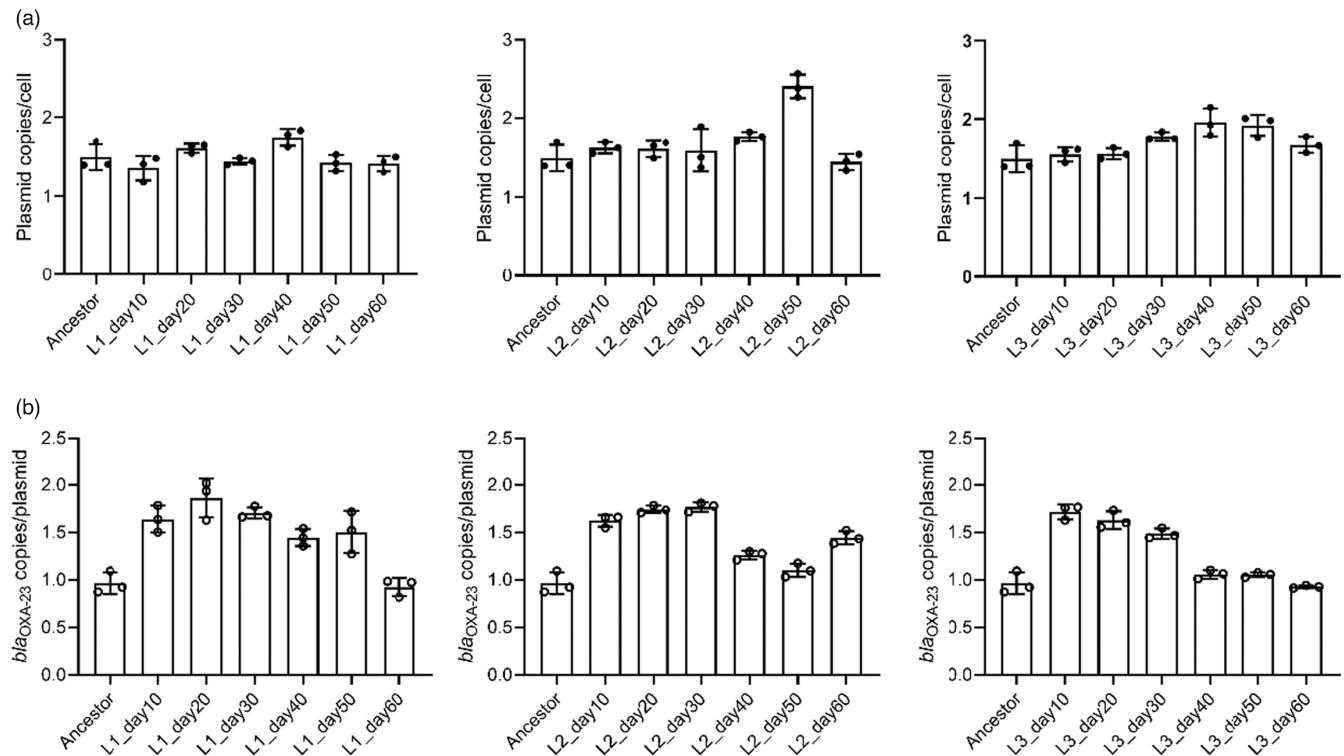 (a)
Plasmid copies/cell
3
2
1
0
Ancestor
L1_day10
L1_day20
L1_day30
L1_day40
L1_day50
L1_day60
Plasmid copies/cell
3
2
1
0
Ancestor
L2_day10
L2_day20
L2_day30
L2_day40
L2_day50
L2_day60
Plasmid copies/cell
3
2
1
0
Ancestor
L3_day10
L3_day20
L3_day30
L3_day40
L3_day50
L3_day60
(b)
blaOXA-23 copies/plasmid
2.5
2.0
1.5
1.0
0.5
0.0
Ancestor
L1_day10
L1_day20
L1_day30
L1_day40
L1_day50
L1_day60
blaOXA-23 copies/plasmid
2.5
2.0
1.5
1.0
0.5
0.0
Ancestor
L2_day10
L2_day20
L2_day30
L2_day40
L2_day50
L2_day60
blaOXA-23 copies/plasmid
2.5
2.0
1.5
1.0
0.5
0.0
Ancestor
L3_day10
L3_day20
L3_day30
L3_day40
L3_day50
L3_day60